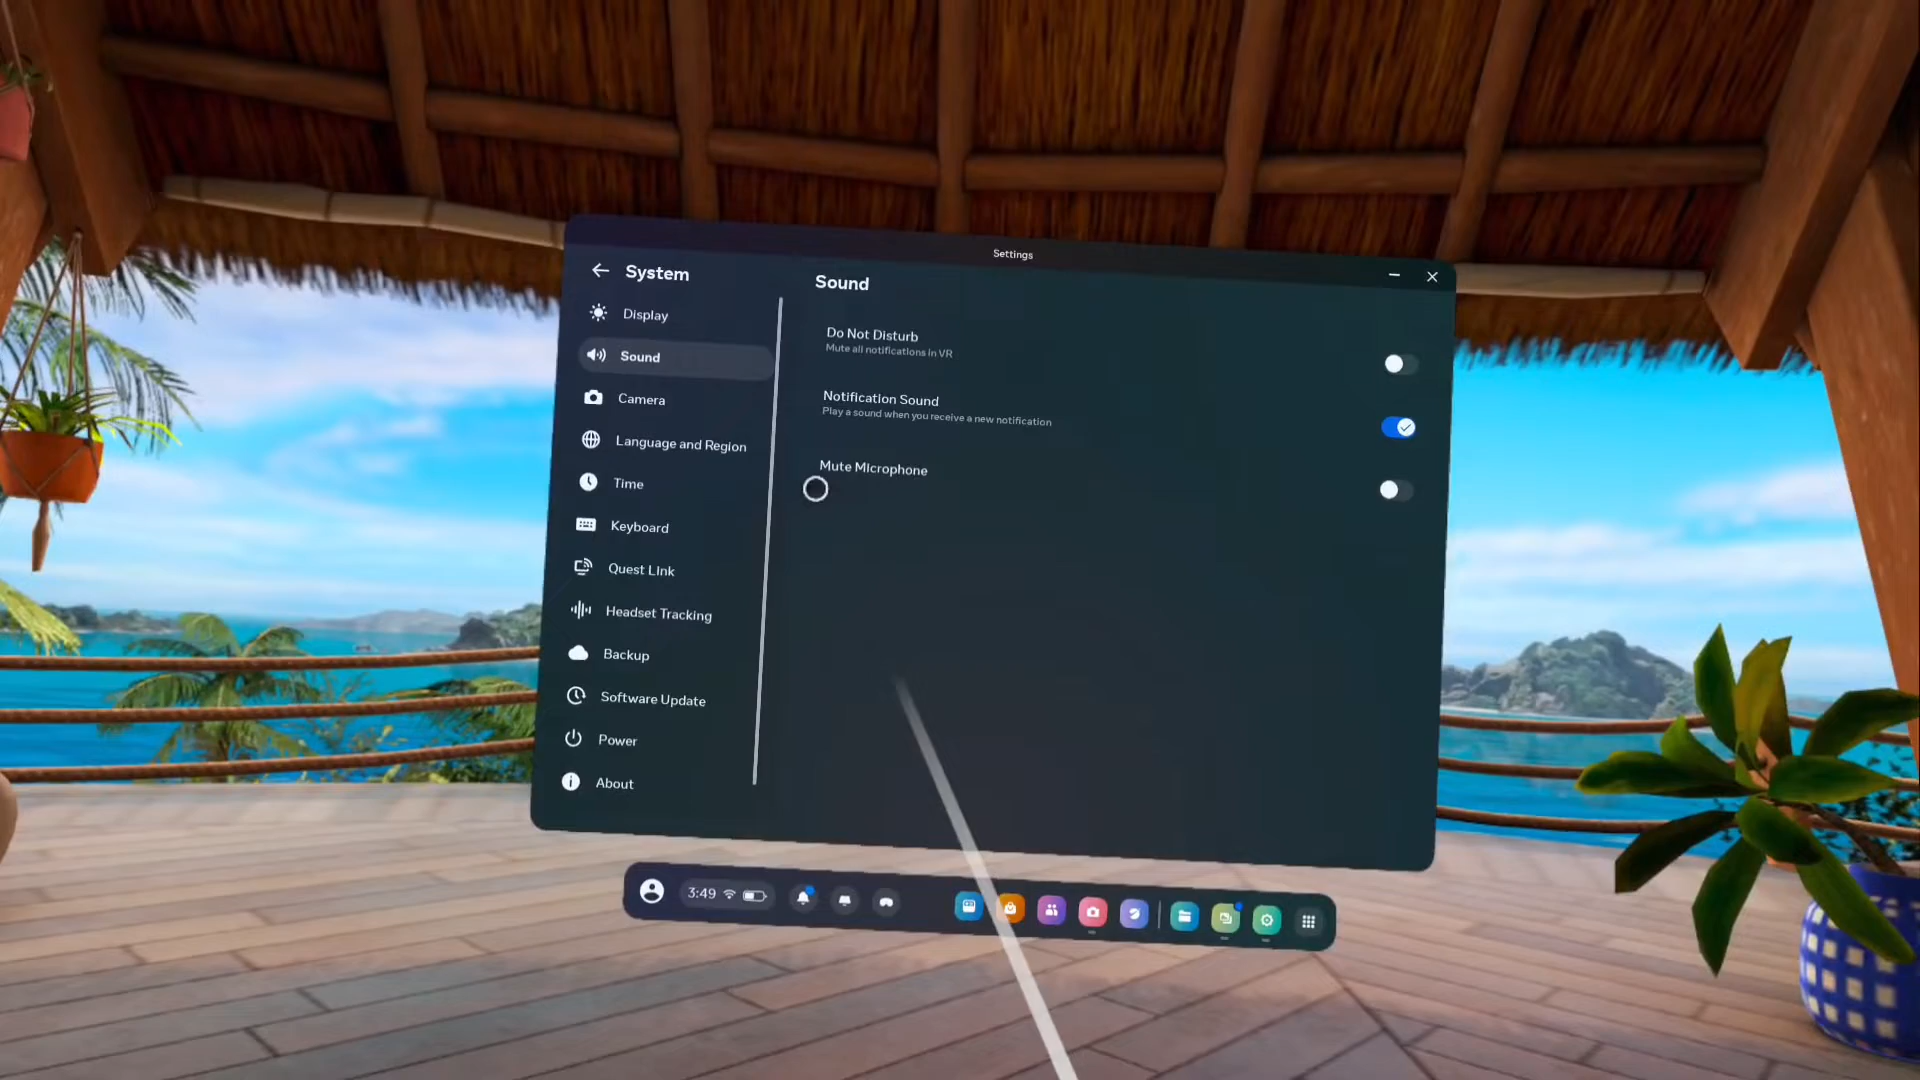 Settings
System
Display
Sound
Camera
Language and Region
Time
Keyboard
Quest Link
Headset Tracking
Backup
Software Update
Power
About
Sound
Do Not Disturb
Mute all notifications in VR
Notification Sound
Play a sound when you receive a new notification
Mute Microphone
3:49